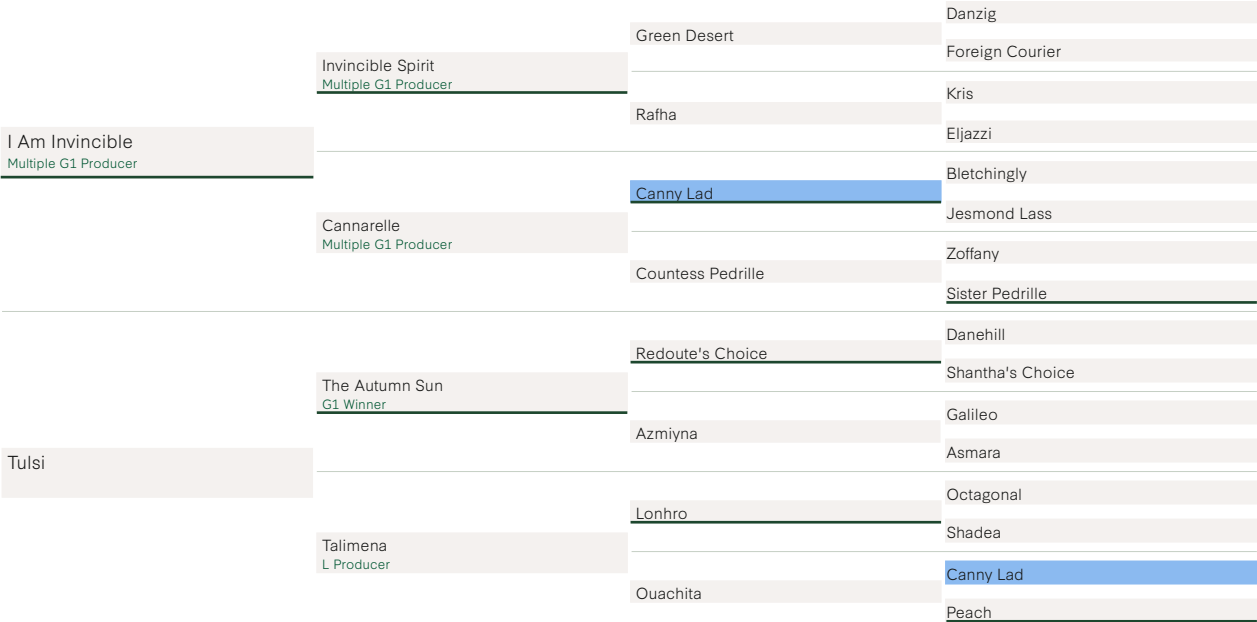 I Am Invincible
Multiple G1 Producer
Tulsi
Invincible Spirit
Multiple G1 Producer
Cannarelle
Multiple G1 Producer
The Autumn Sun
G1 Winner
Talimena
L Producer
Green Desert
Rafha
Canny Lad
Countess Pedrille
Redoute's Choice
Azmiyna
Lonhro
Ouachita
Danzig
Foreign Courier
Kris
Eljazzi
Bletchingly
Jesmond Lass
Zoffany
Sister Pedrille
Danehill
Shantha's Choice
Galileo
Asmara
Octagonal
Shadea
Canny Lad
Peach